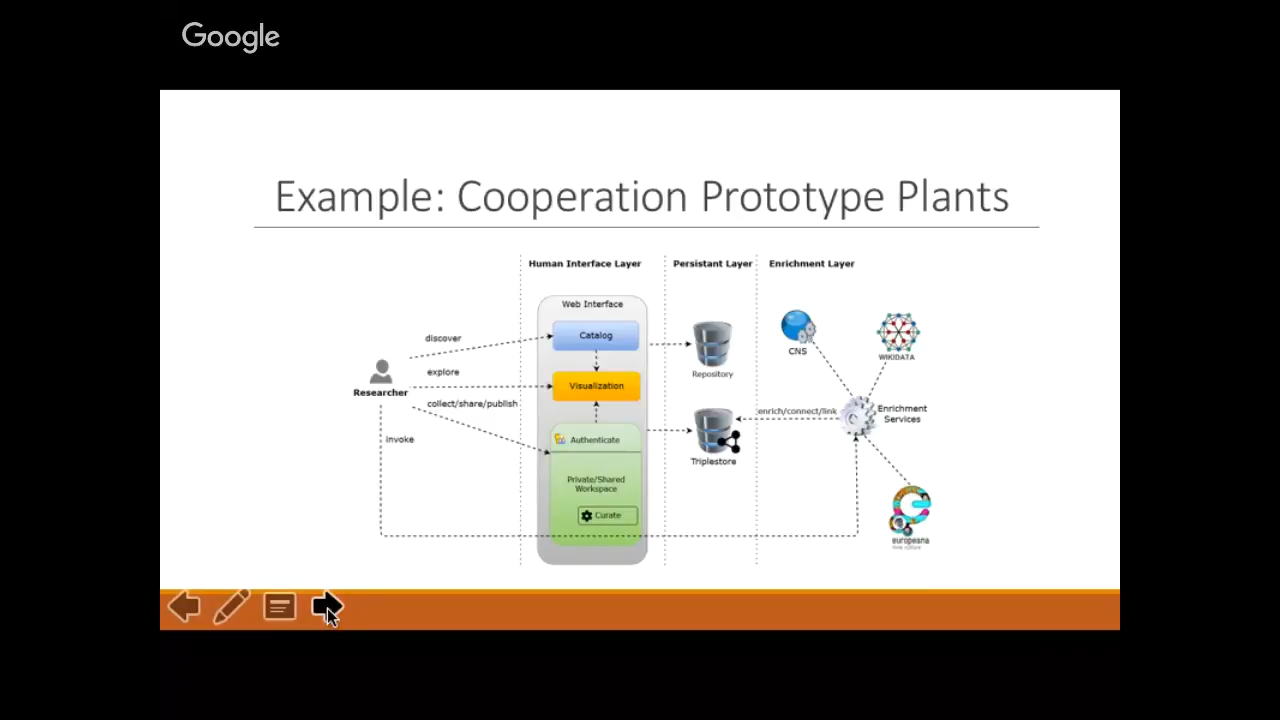 Google
Example: Cooperation Prototype Plants
Human Interface Layer
Persistant Layer
Enrichment Layer
Web Interface
Catalog
discover
CNS
WIKIDATA
Repository
explore
Visualization
Researcher
collect/share/publish
enrich/connect/link
Enrichment
Services
invoke
Authenticate
Triplestore
Private/Shared
Workspace
Curate
europeana